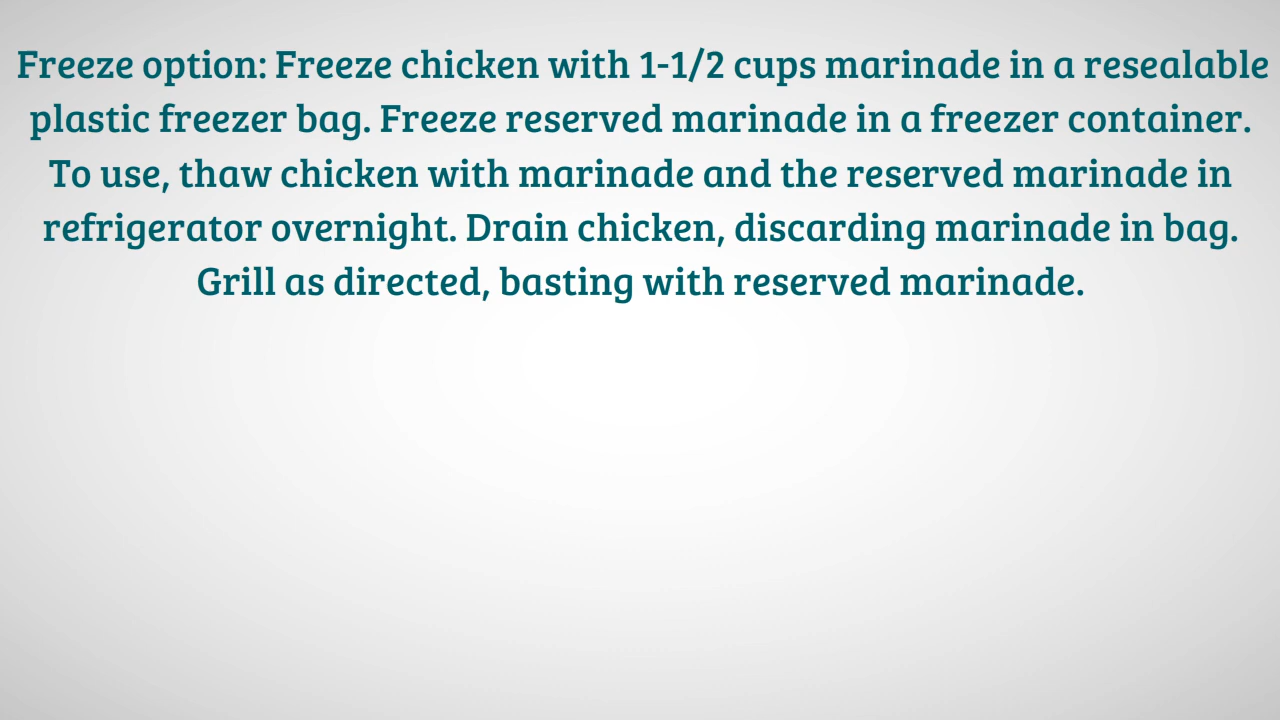 Freeze option: Freeze chicken with 1-1/2 cups marinade in a resealable
plastic freezer bag. Freeze reserved marinade in a freezer container.
To use, thaw chicken with marinade and the reserved marinade in
refrigerator overnight. Drain chicken, discarding marinade in bag.
Grill as directed, basting with reserved marinade.